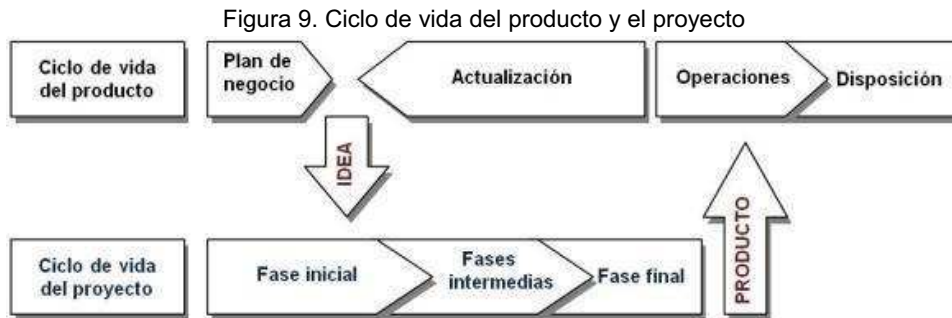 Figura 9. Ciclo de vida del producto y el proyecto
Ciclo de vida
del producto
Plan de
negocio
Actualización
Operaciones
Disposición
IDEA
PRODUCTO
Ciclo de vida
del proyecto
Fase inicial
Fases
intermedias
Fase final